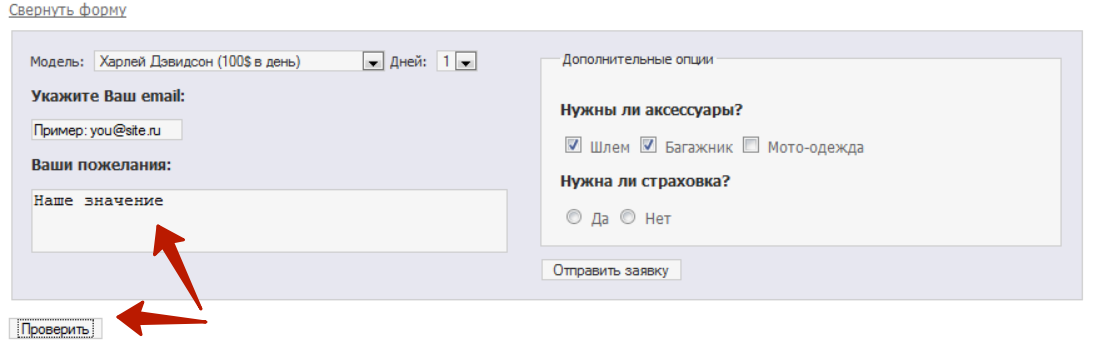 Свернуть форму
Модель: Харлей Дэвидсон (100$ в день) Дней: 1
Укажите Ваш email:
Пример: you@site.ru
Ваши пожелания:
Наше значение
Дополнительные опции
Нужны ли аксессуары?
Шлем Багажник Мото-одежда
Нужна ли страховка?
Да Нет
Отправить заявку
Проверить